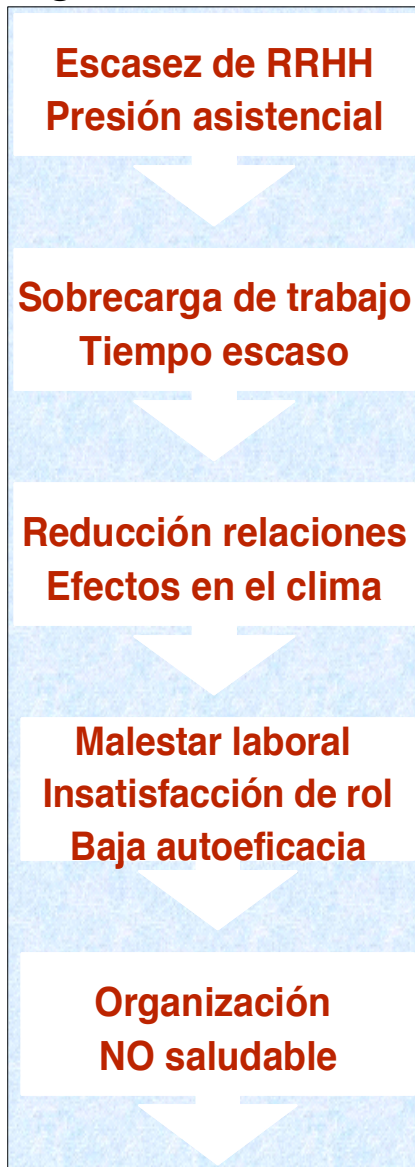 Escasez de RRHH
Presión asistencial
Sobrecarga de trabajo
Tiempo escaso
Reducción relaciones
Efectos en el clima
Malestar laboral
Insatisfacción de rol
Baja autoeficacia
Organización
NO saludable